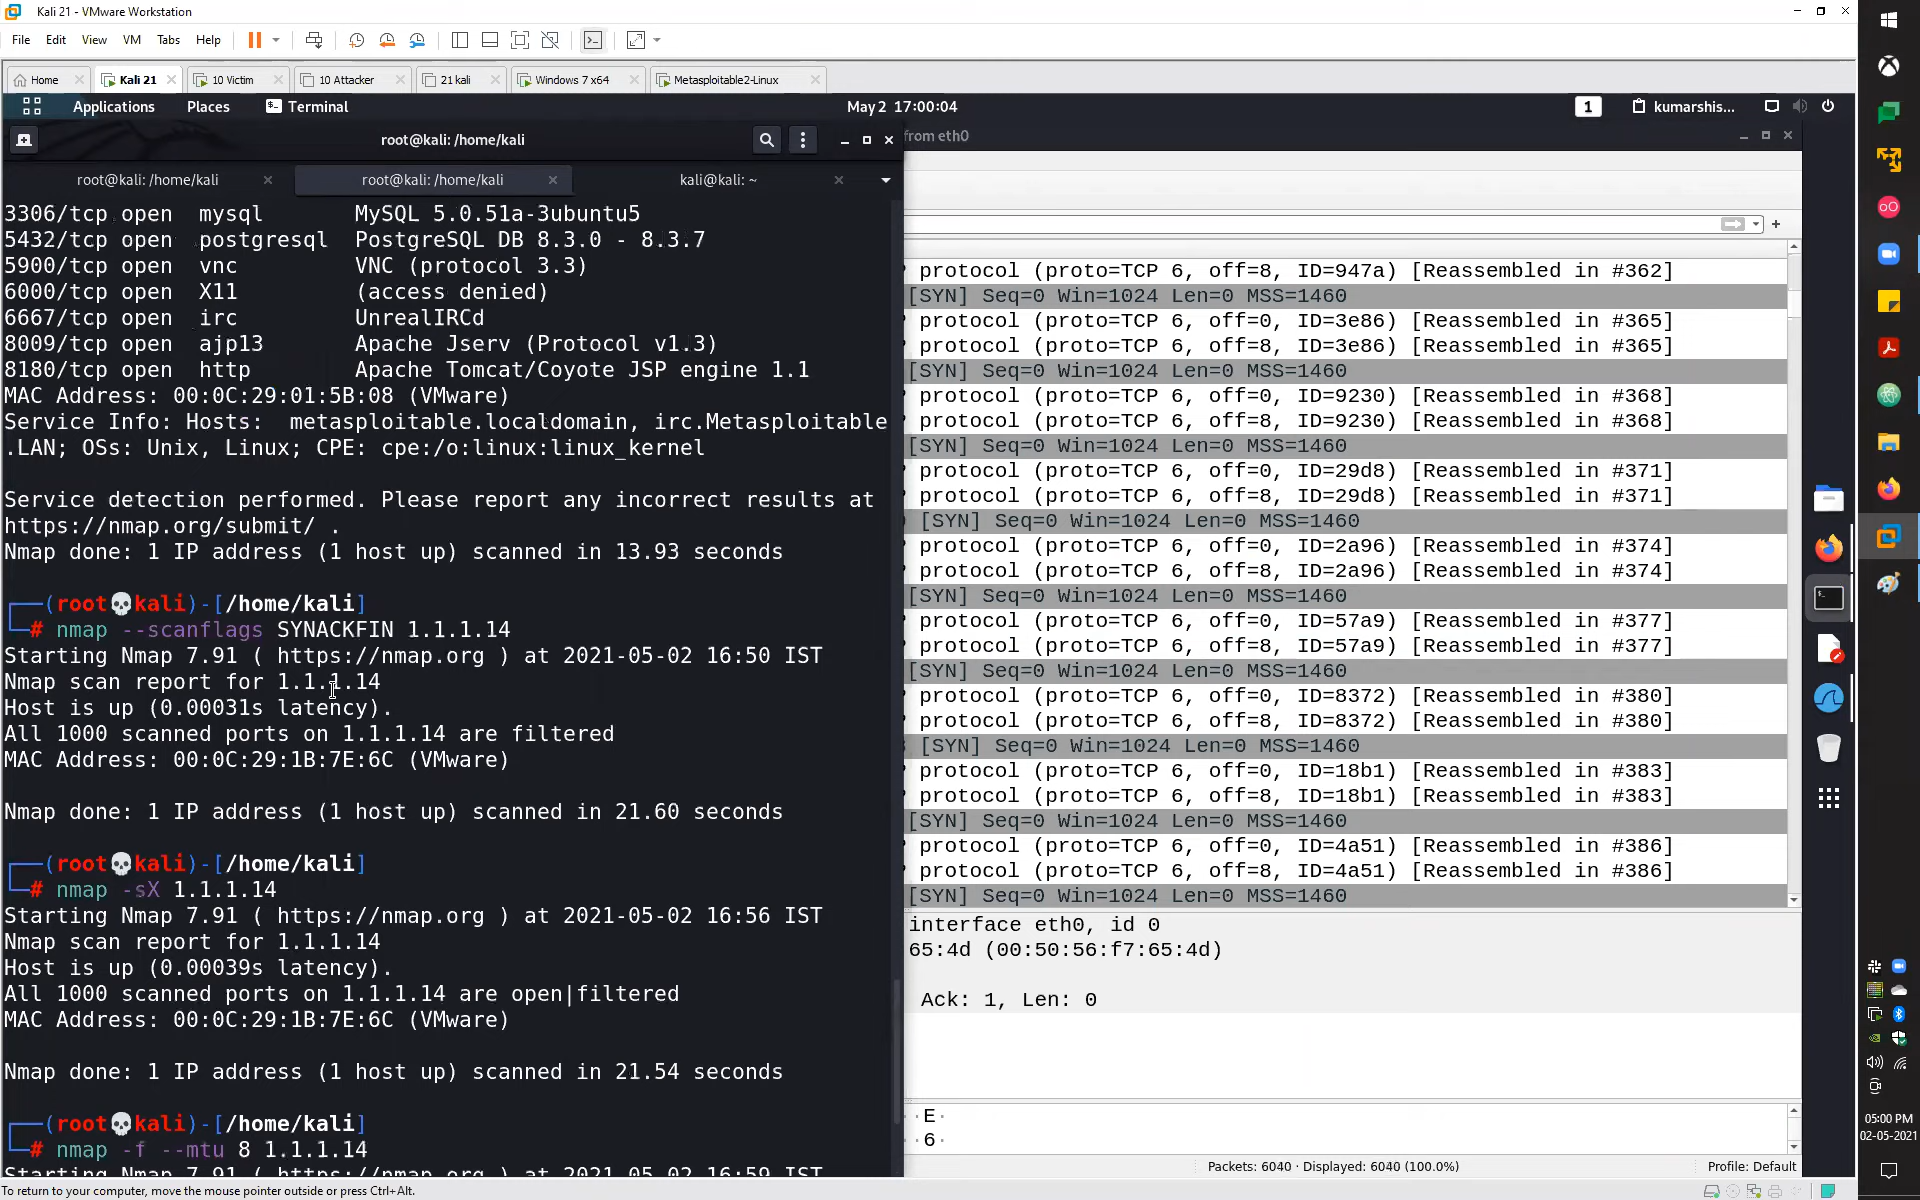 Kali 21 - VMware Workstation
File Edit View VM Tabs Help
Home Kali 21 10 Victim 10 Attacker 21 kali Windows 7 x64 Metasploitable2-Linux
Applications Places Terminal May 2 17:00:04 1 kumarshis...
root@kali: /home/kali
root@kali: /home/kali root@kali: /home/kali kali@kali: ~
3306/tcp open mysql MySQL 5.0.51a-3ubuntu5
5432/tcp open postgresql PostgreSQL DB 8.3.0 - 8.3.7
5900/tcp open vnc VNC (protocol 3.3)
6000/tcp open X11 (access denied)
6667/tcp open irc UnrealIRCd
8009/tcp open ajp13 Apache Jserv (Protocol v1.3)
8180/tcp open http Apache Tomcat/Coyote JSP engine 1.1
MAC Address: 00:0C:29:01:5B:08 (VMware)
Service Info: Hosts: metasploitable.localdomain, irc.Metasploitable
.LAN; OSs: Unix, Linux; CPE: cpe:/o:linux:linux_kernel
Service detection performed. Please report any incorrect results at
https://nmap.org/submit/ .
Nmap done: 1 IP address (1 host up) scanned in 13.93 seconds
(root💀kali)-[/home/kali]
# nmap --scanflags SYNACKFIN 1.1.1.14
Starting Nmap 7.91 ( https://nmap.org ) at 2021-05-02 16:50 IST
Nmap scan report for 1.1.1.14
Host is up (0.00031s latency).
All 1000 scanned ports on 1.1.1.14 are filtered
MAC Address: 00:0C:29:1B:7E:6C (VMware)
Nmap done: 1 IP address (1 host up) scanned in 21.60 seconds
(root💀kali)-[/home/kali]
# nmap -sX 1.1.1.14
Starting Nmap 7.91 ( https://nmap.org ) at 2021-05-02 16:56 IST
Nmap scan report for 1.1.1.14
Host is up (0.00039s latency).
All 1000 scanned ports on 1.1.1.14 are open|filtered
MAC Address: 00:0C:29:1B:7E:6C (VMware)
Nmap done: 1 IP address (1 host up) scanned in 21.54 seconds
(root💀kali)-[/home/kali]
# nmap -f --mtu 8 1.1.1.14
Starting Nmap 7.91 ( https://nmap.org ) at 2021-05-02 16:59 IST
from eth0
protocol (proto=TCP 6, off=8, ID=947a) [Reassembled in #362]
[SYN] Seq=0 Win=1024 Len=0 MSS=1460
protocol (proto=TCP 6, off=0, ID=3e86) [Reassembled in #365]
protocol (proto=TCP 6, off=8, ID=3e86) [Reassembled in #365]
[SYN] Seq=0 Win=1024 Len=0 MSS=1460
protocol (proto=TCP 6, off=0, ID=9230) [Reassembled in #368]
protocol (proto=TCP 6, off=8, ID=9230) [Reassembled in #368]
[SYN] Seq=0 Win=1024 Len=0 MSS=1460
protocol (proto=TCP 6, off=0, ID=29d8) [Reassembled in #371]
protocol (proto=TCP 6, off=8, ID=29d8) [Reassembled in #371]
[SYN] Seq=0 Win=1024 Len=0 MSS=1460
protocol (proto=TCP 6, off=0, ID=2a96) [Reassembled in #374]
protocol (proto=TCP 6, off=8, ID=2a96) [Reassembled in #374]
[SYN] Seq=0 Win=1024 Len=0 MSS=1460
protocol (proto=TCP 6, off=0, ID=57a9) [Reassembled in #377]
protocol (proto=TCP 6, off=8, ID=57a9) [Reassembled in #377]
[SYN] Seq=0 Win=1024 Len=0 MSS=1460
protocol (proto=TCP 6, off=0, ID=8372) [Reassembled in #380]
protocol (proto=TCP 6, off=8, ID=8372) [Reassembled in #380]
[SYN] Seq=0 Win=1024 Len=0 MSS=1460
protocol (proto=TCP 6, off=0, ID=18b1) [Reassembled in #383]
protocol (proto=TCP 6, off=8, ID=18b1) [Reassembled in #383]
[SYN] Seq=0 Win=1024 Len=0 MSS=1460
protocol (proto=TCP 6, off=0, ID=4a51) [Reassembled in #386]
protocol (proto=TCP 6, off=8, ID=4a51) [Reassembled in #386]
[SYN] Seq=0 Win=1024 Len=0 MSS=1460
interface eth0, id 0
65:4d (00:50:56:f7:65:4d)
Ack: 1, Len: 0
··E·
··6·
Packets: 6040 · Displayed: 6040 (100.0%) Profile: Default
05:00 PM
02-05-2021
To return to your computer, move the mouse pointer outside or press Ctrl+Alt.